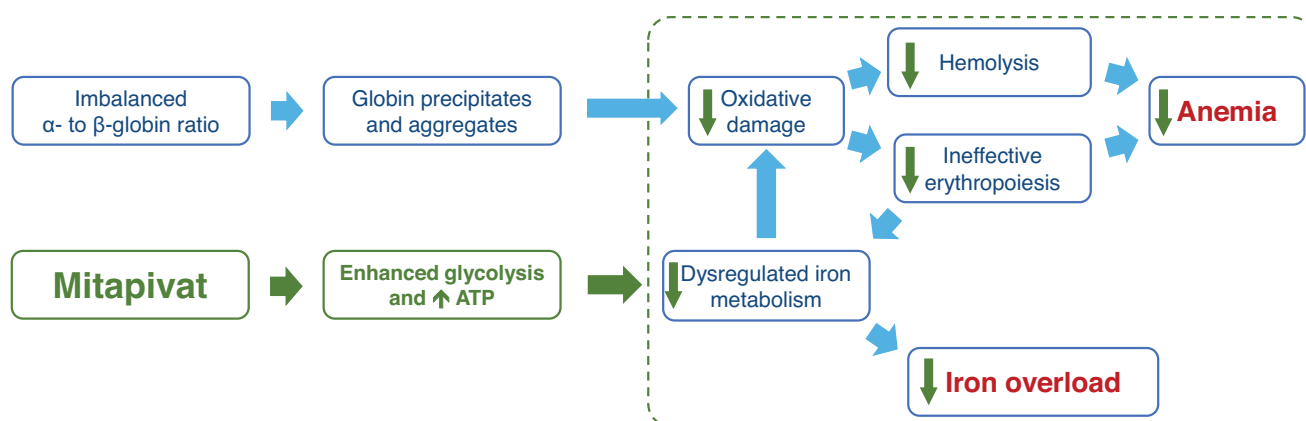 Imbalanced
α- to β-globin ratio
Globin precipitates
and aggregates
Oxidative
damage
Hemolysis
Ineffective
erythropoiesis
Anemia
Mitapivat
Enhanced glycolysis
and ↑ ATP
Dysregulated iron
metabolism
Iron overload